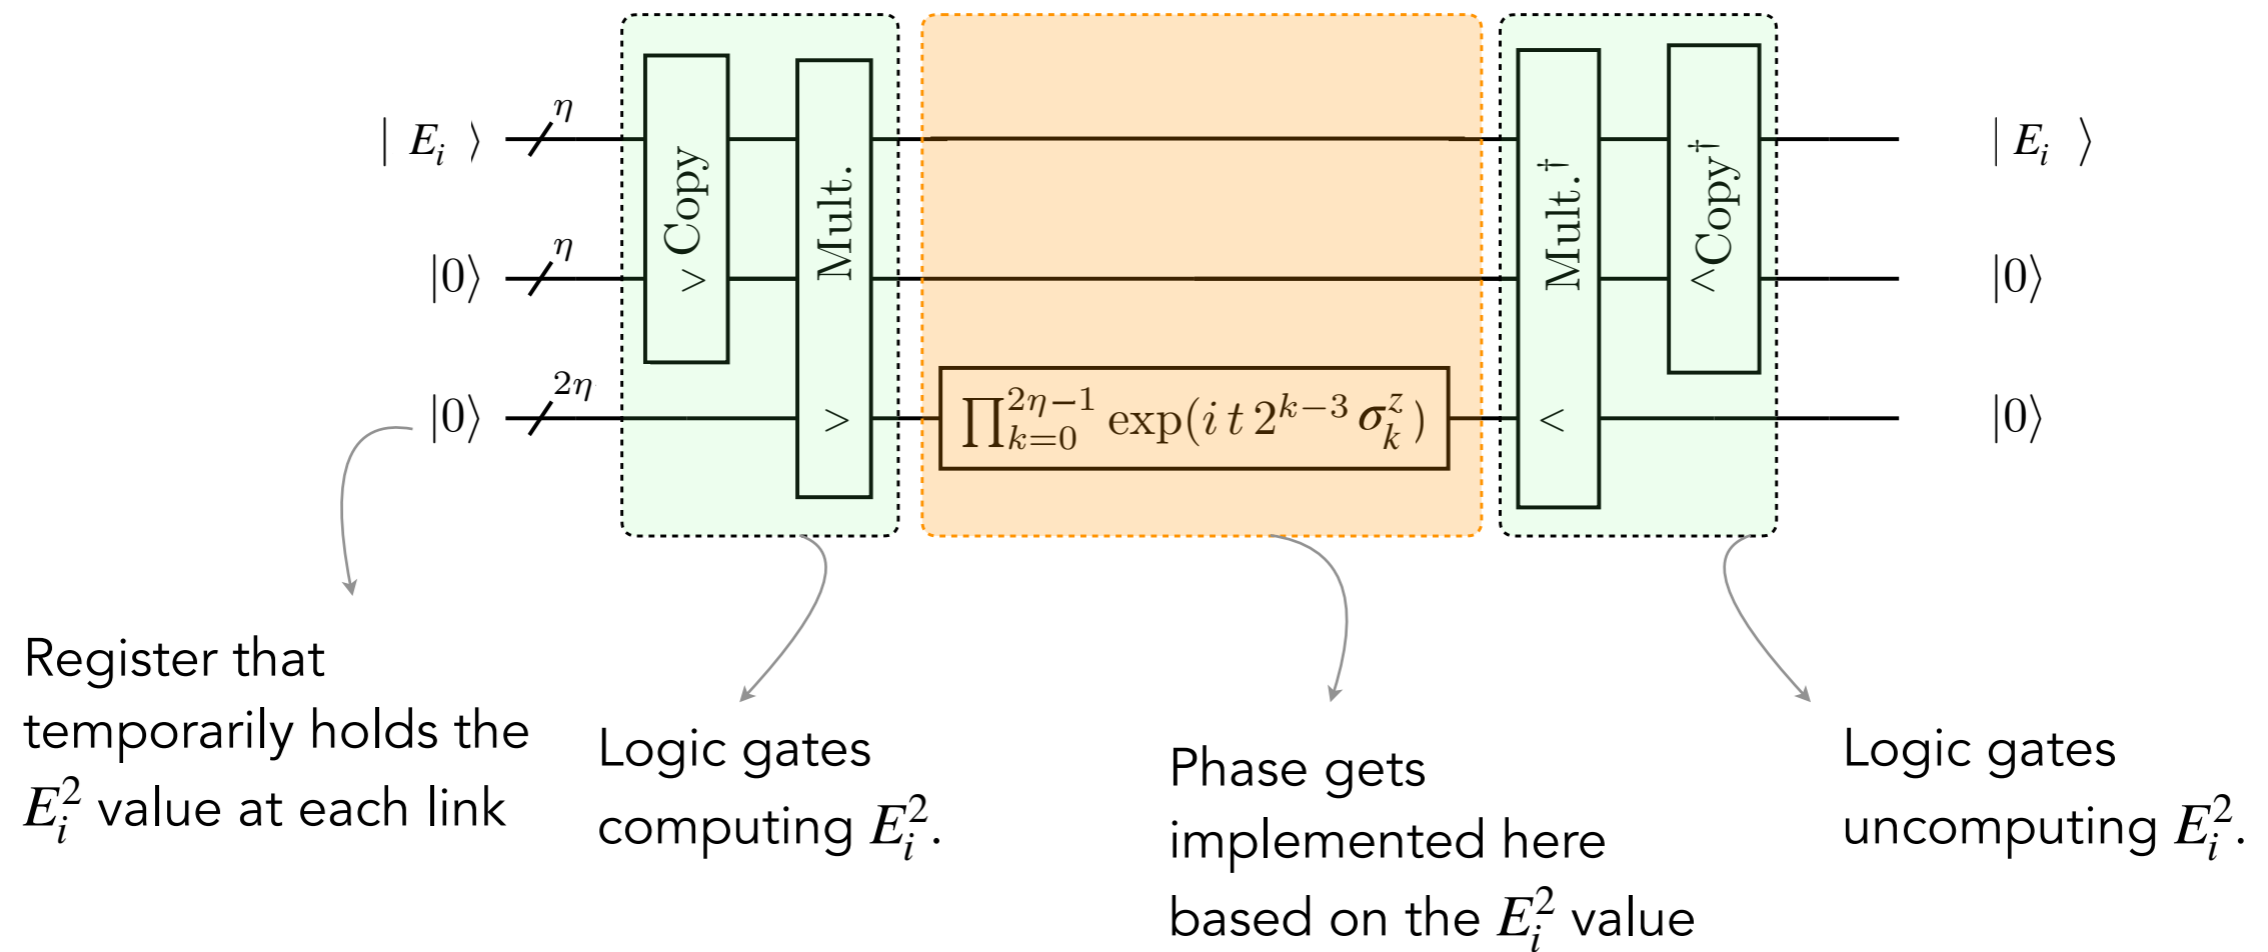 | E_i ⟩ η
|0⟩ η
|0⟩ 2η
> Copy
Mult.
>
∏_{k=0}^{2η−1} exp(i t 2^{k−3} σ_k^z)
Mult.†
<
^Copy†
| E_i ⟩
|0⟩
|0⟩
Register that
temporarily holds the
E_i^2 value at each link
Logic gates
computing E_i^2.
Phase gets
implemented here
based on the E_i^2 value
Logic gates
uncomputing E_i^2.